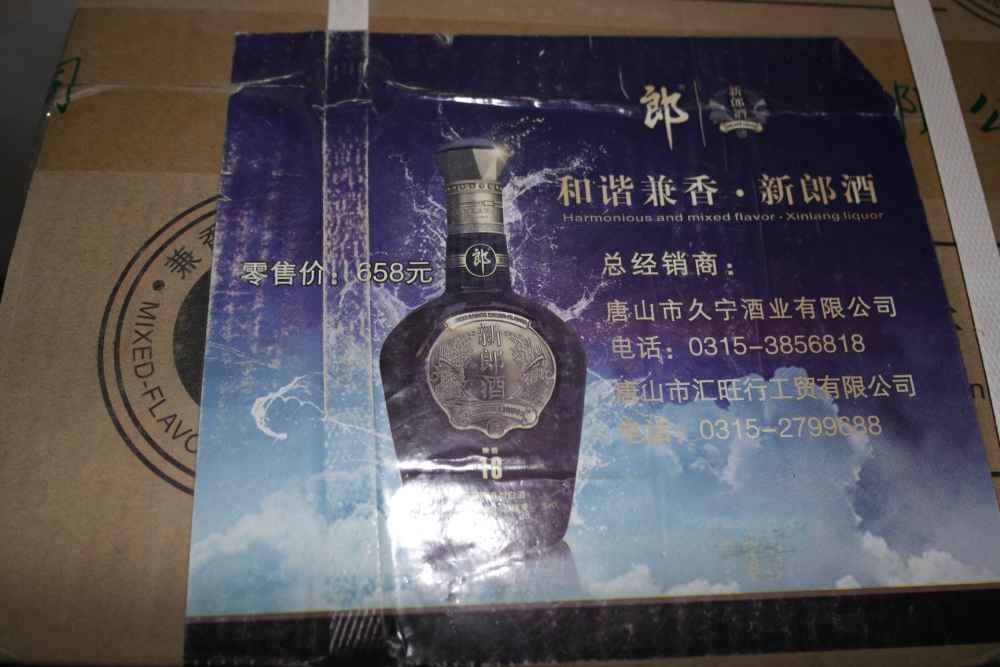 郎
新郎酒
和谐兼香·新郎酒
Harmonious and mixed flavor · Xinlang liquor
零售价：658元
总经销商：
唐山市久宁酒业有限公司
电话：0315-3856818
唐山市汇旺行工贸有限公司
电话：0315-2799688
郎
新郎酒
18
兼香
MIXED-FLAVO